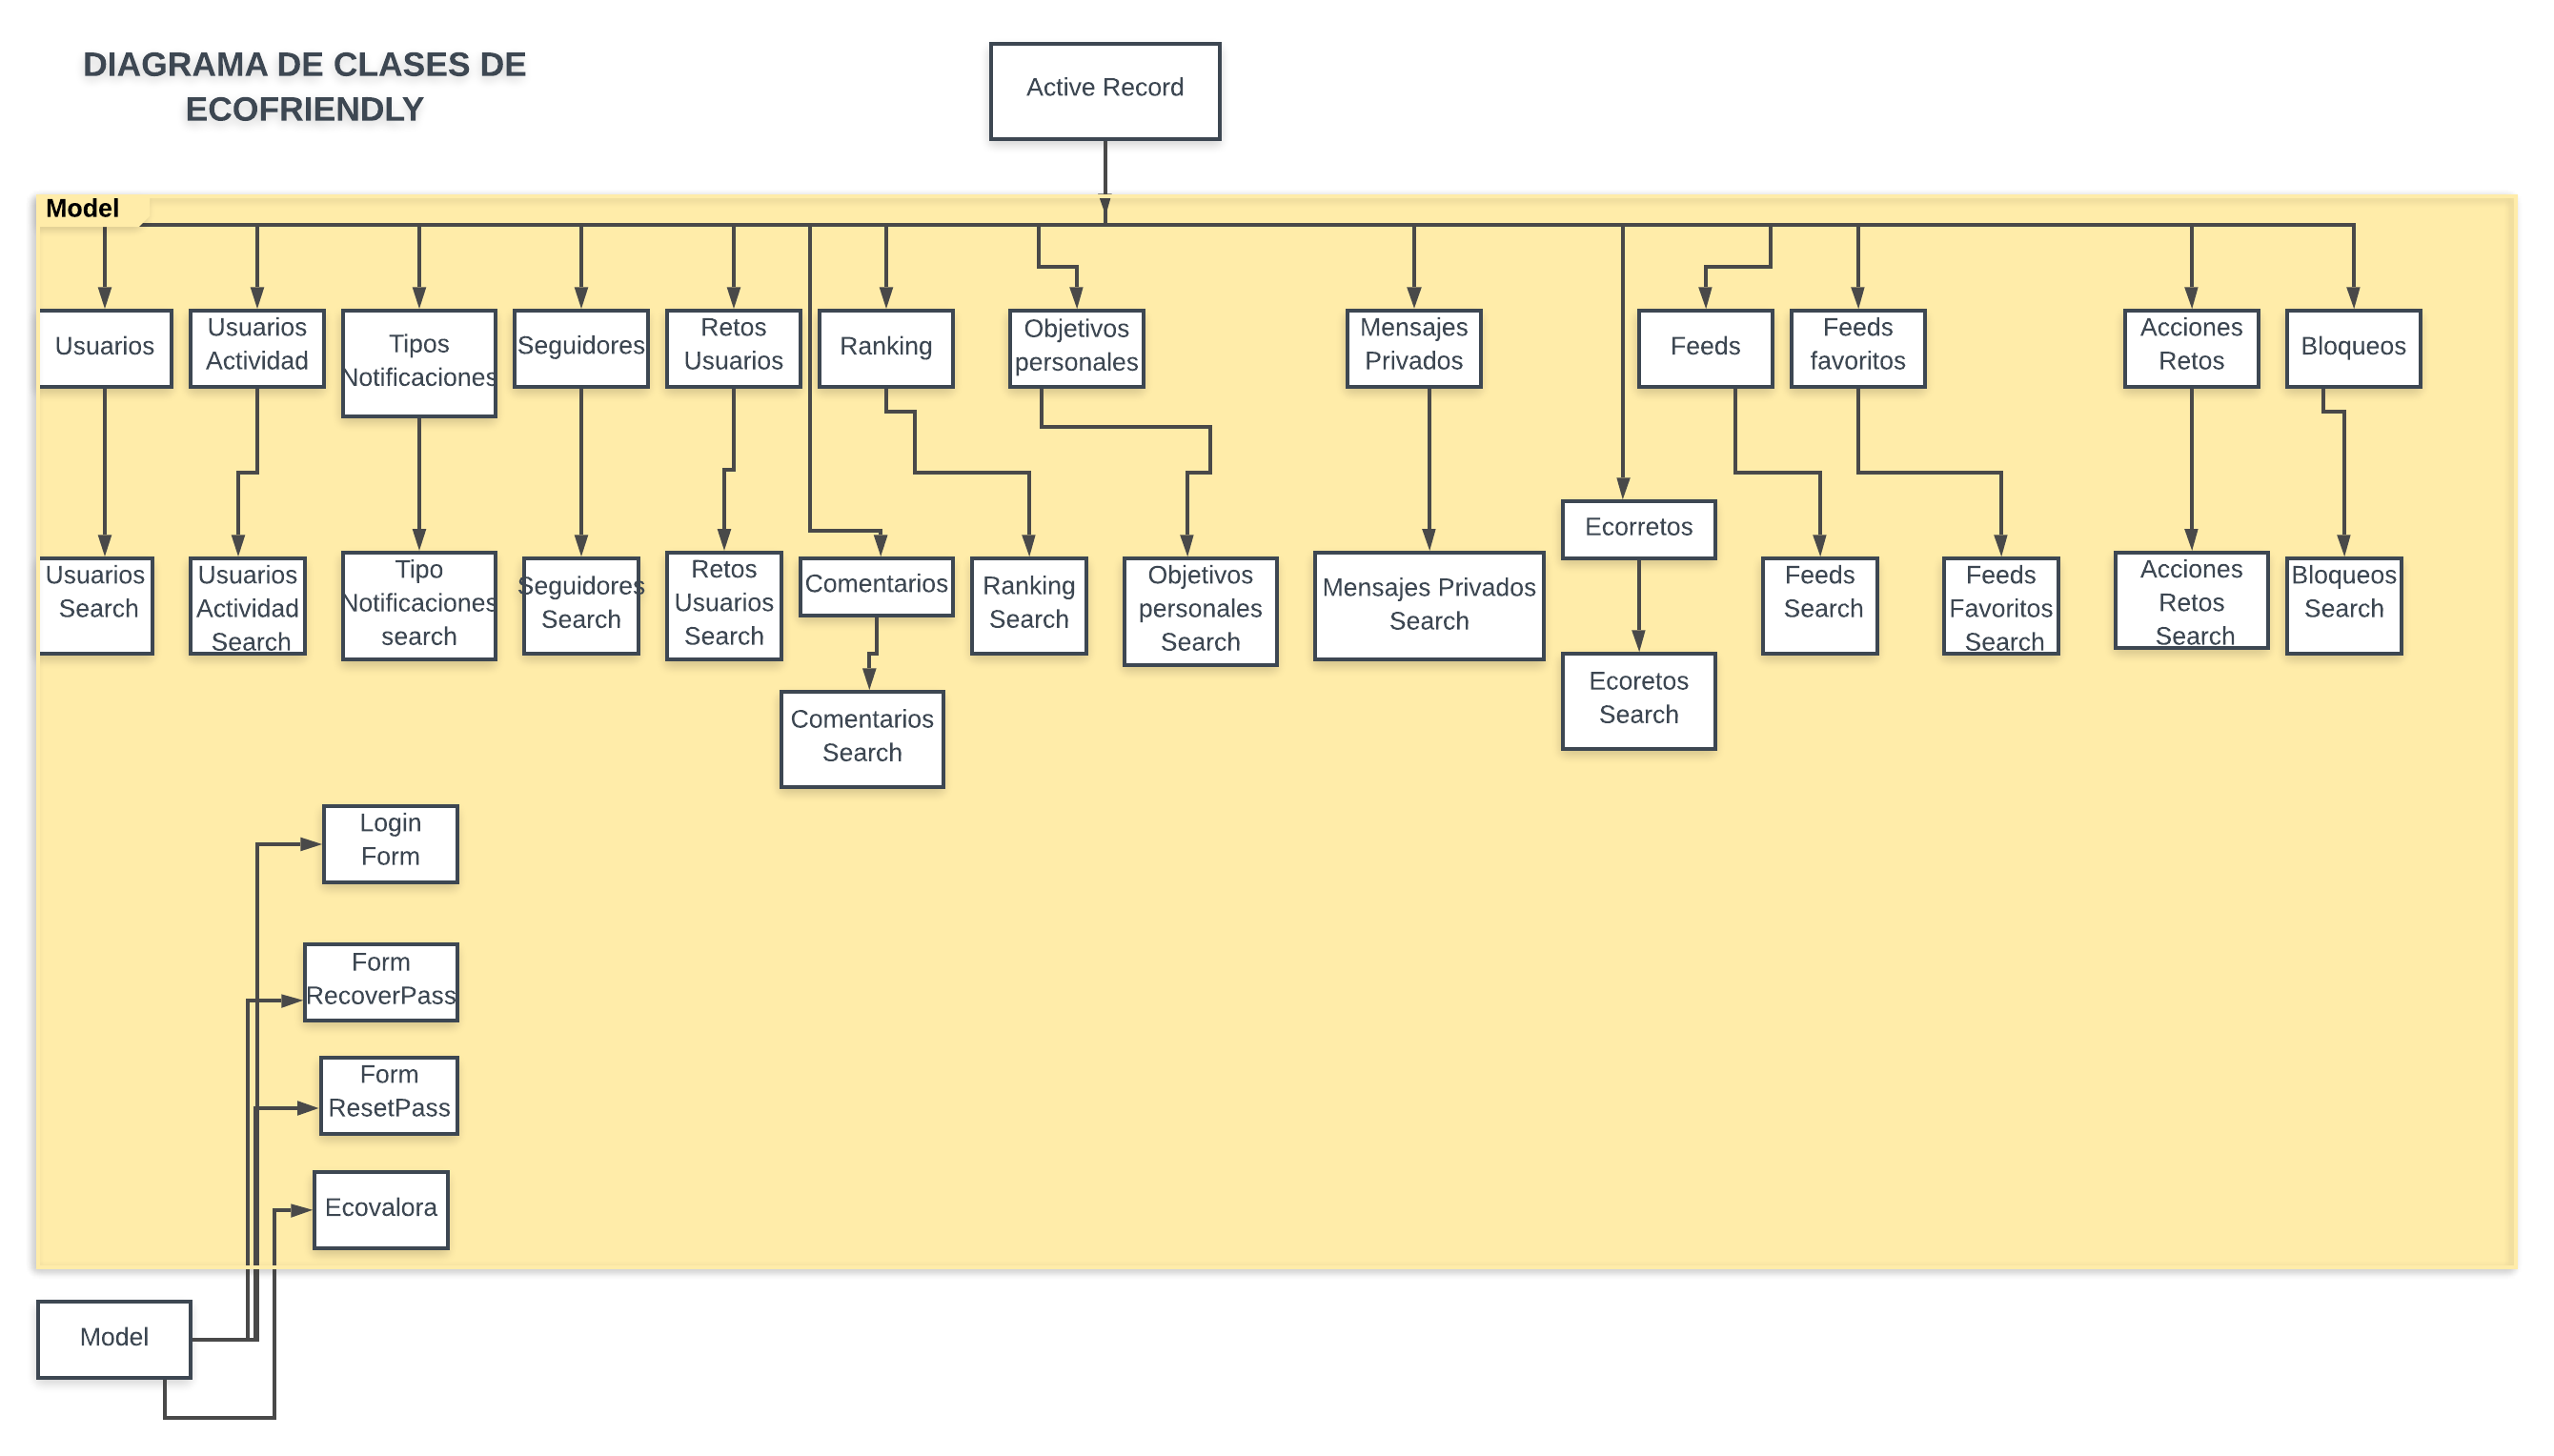 DIAGRAMA DE CLASES DE
ECOFRIENDLY
Active Record
Model
Usuarios
Usuarios
Actividad
Tipos
Notificaciones
Seguidores
Retos
Usuarios
Ranking
Objetivos
personales
Mensajes
Privados
Feeds
Feeds
favoritos
Acciones
Retos
Bloqueos
Usuarios
Search
Usuarios
Actividad
Search
Tipo
Notificaciones
search
Seguidores
Search
Retos
Usuarios
Search
Comentarios
Ranking
Search
Objetivos
personales
Search
Mensajes Privados
Search
Ecorretos
Feeds
Search
Feeds
Favoritos
Search
Acciones
Retos
Search
Bloqueos
Search
Comentarios
Search
Ecoretos
Search
Login
Form
Form
RecoverPass
Form
ResetPass
Ecovalora
Model